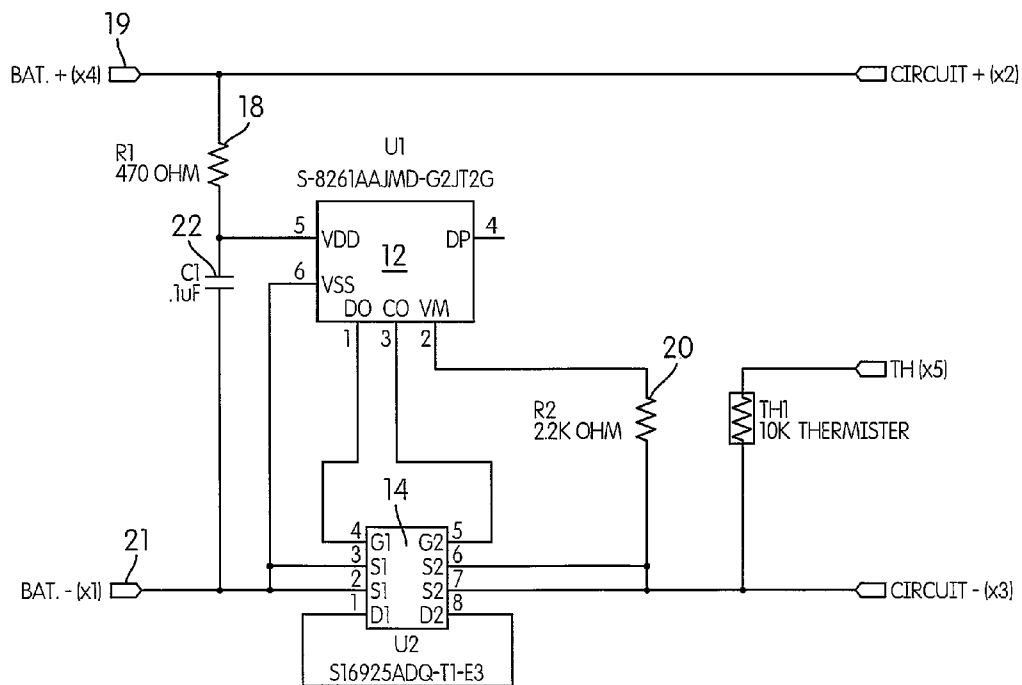 19
BAT. + (x4)
CIRCUIT + (x2)
18
R1
470 OHM
U1
S-8261AAJMD-G2JT2G
22
5
VDD
12
DP
4
C1
.1uF
6
VSS
DO CO VM
1
3
2
20
TH (x5)
R2
2.2K OHM
TH1
10K THERMISTER
14
4
G1
G2
5
3
S1
S2
6
21
BAT. - (x1)
2
S1
S2
7
CIRCUIT - (x3)
1
D1
D2
8
U2
S16925ADQ-T1-E3